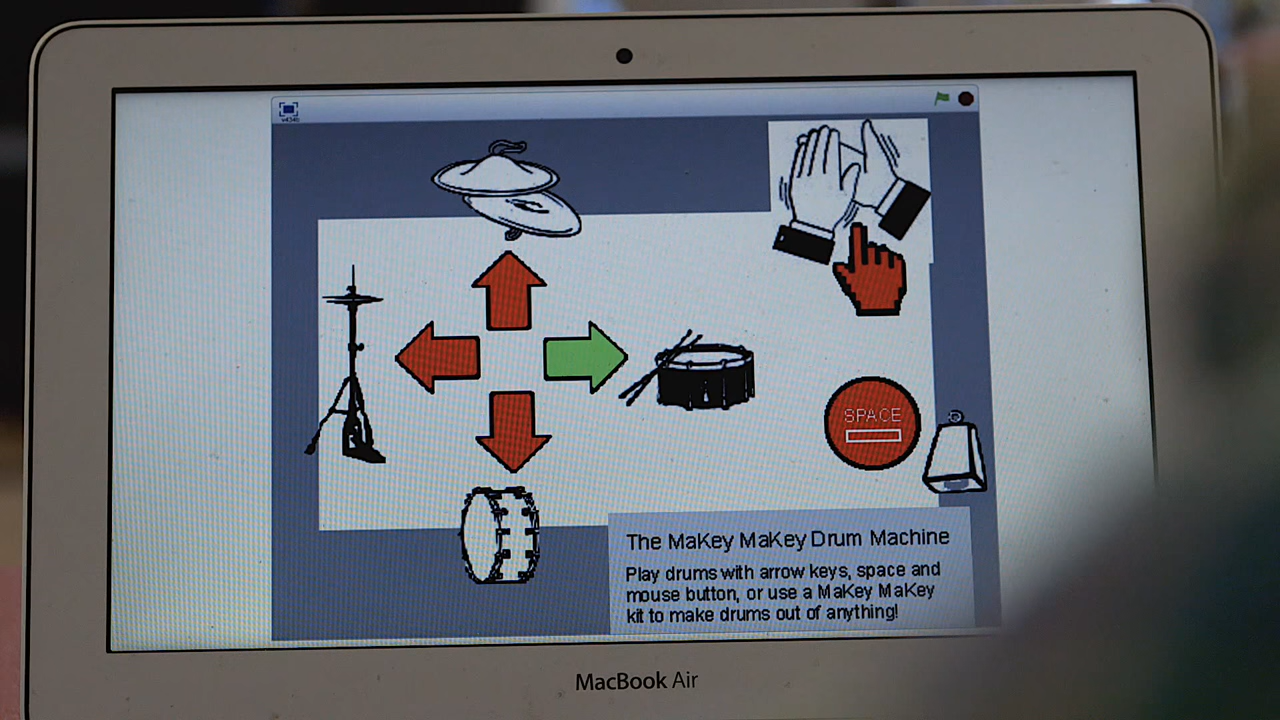 v434b
SPACE
The MaKey MaKey Drum Machine
Play drums with arrow keys, space and
mouse button, or use a MaKey MaKey
kit to make drums out of anything!
MacBook Air